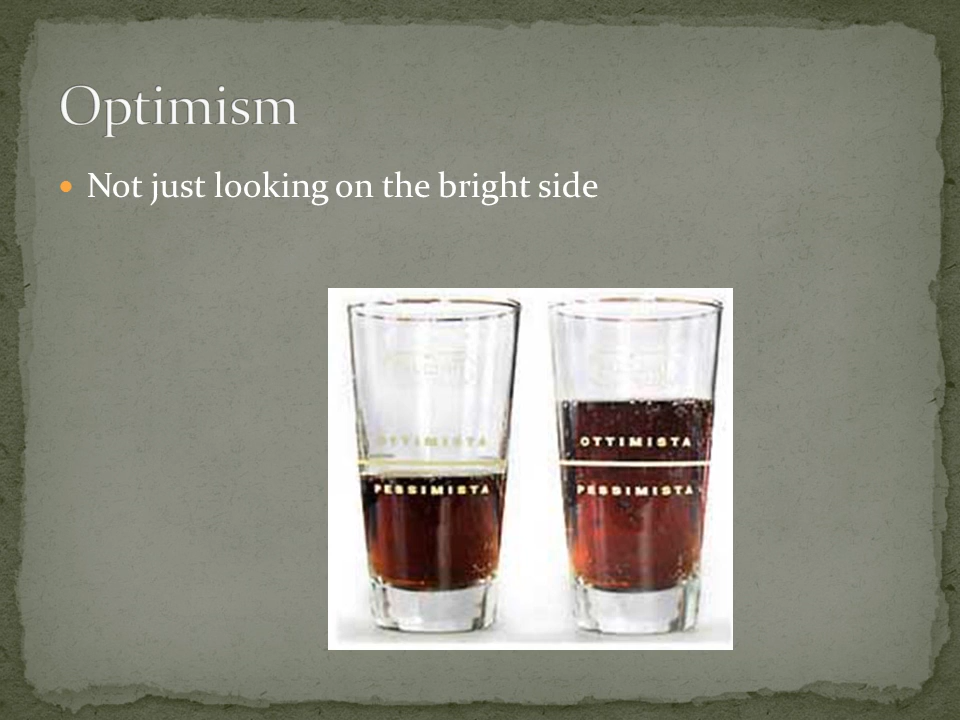 Optimism
Not just looking on the bright side
OTTIMISTA
OTTIMISTA
PESSIMISTA
PESSIMISTA